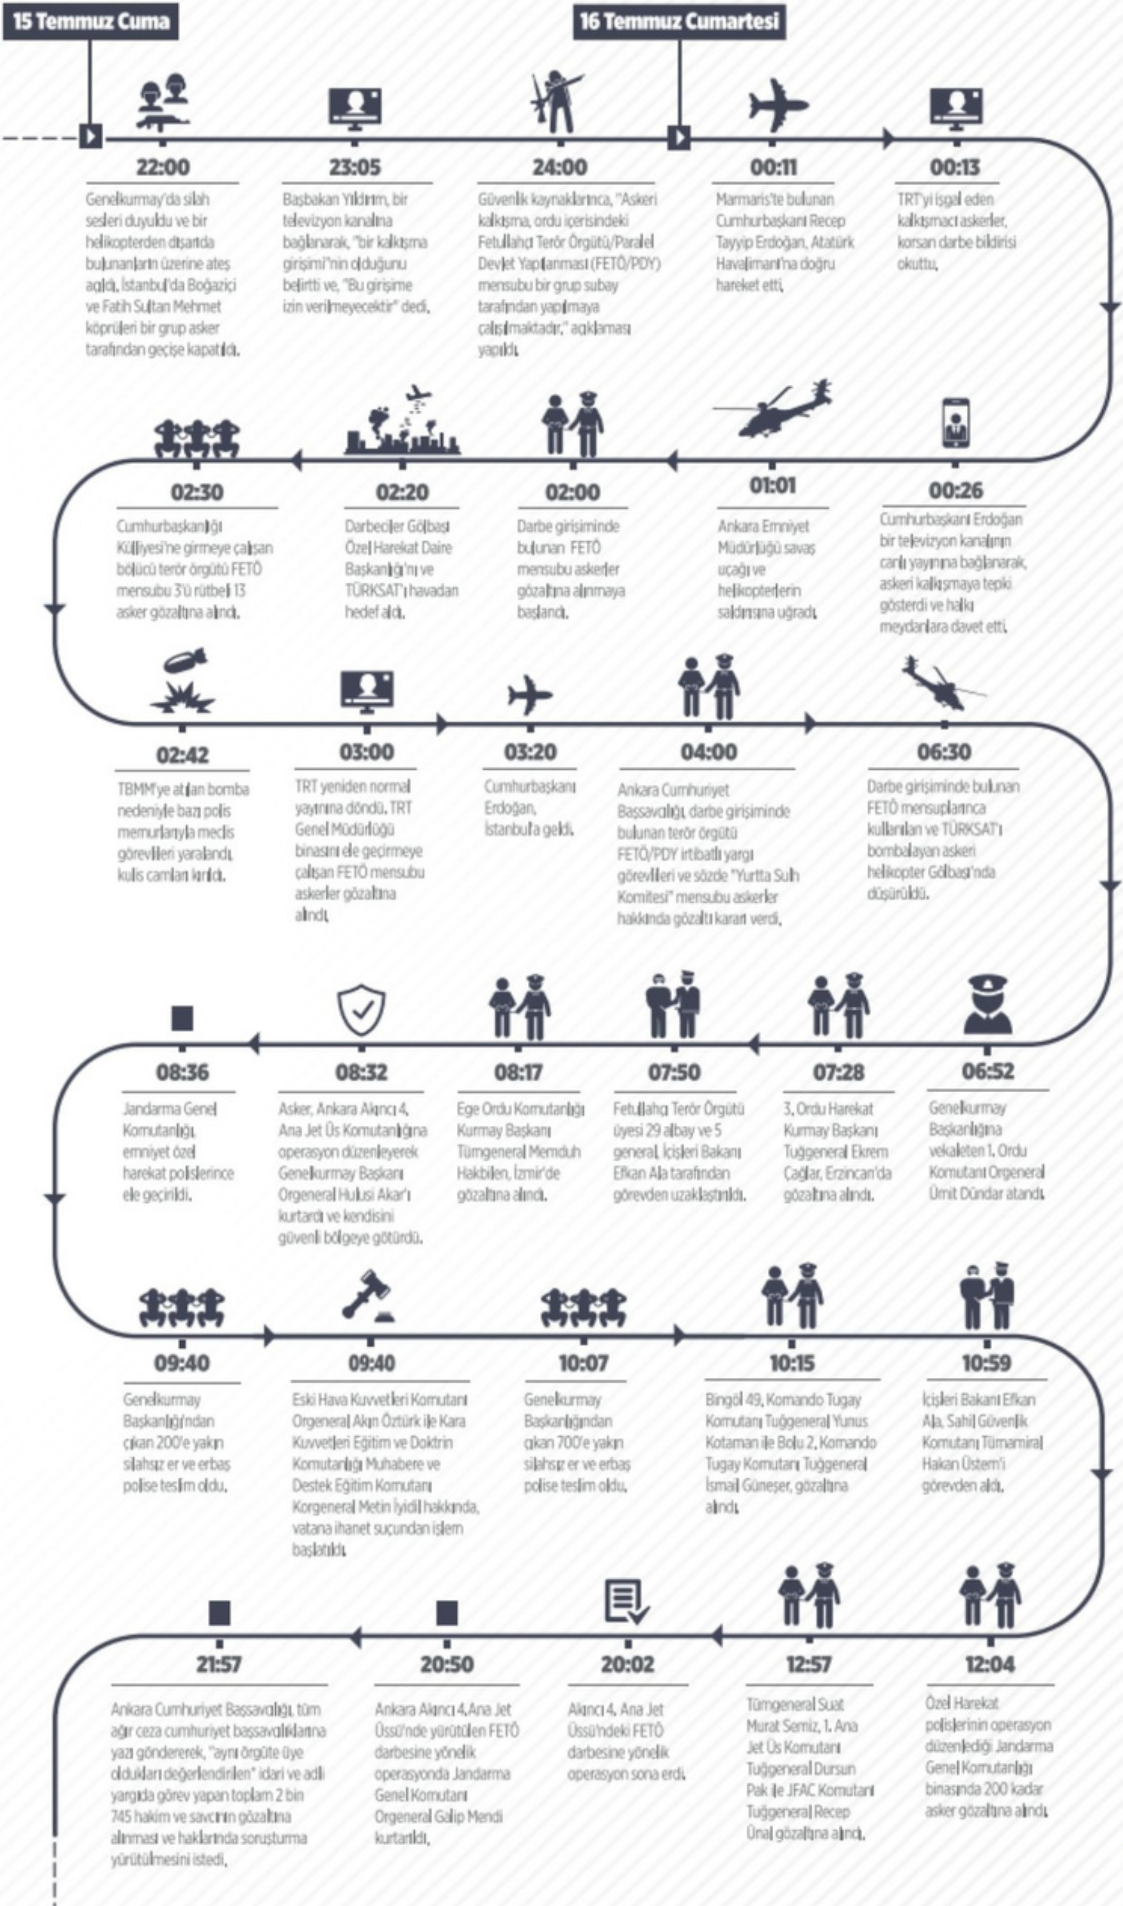 15 Temmuz Cuma
16 Temmuz Cumartesi
22:00
Genelkurmay'da silah
sesleri duyuldu ve bir
helikopterden dışarıda
bulunanların üzerine ateş
açıldı, İstanbul'da Boğaziçi
ve Fatih Sultan Mehmet
köprüleri bir grup asker
tarafından geçişe kapatıldı.
23:05
Başbakan Yıldırım, bir
televizyon kanalına
bağlanarak, "bir kalkışma
girişimi"nin olduğunu
belirtti ve, "Bu girişime
izin verilmeyecektir" dedi.
24:00
Güvenlik kaynaklarınca, "Askeri
kalkışma, ordu içerisindeki
Fetullahçı Terör Örgütü/Paralel
Devlet Yapılanması (FETÖ/PDY)
mensubu bir grup subay
tarafından yapılmaya
çalışılmaktadır," açıklaması
yapıldı.
00:11
Marmaris'te bulunan
Cumhurbaşkanı Recep
Tayyip Erdoğan, Atatürk
Havalimanı'na doğru
hareket etti.
00:13
TRT'yi işgal eden
kalkışmacı askerler,
korsan darbe bildirisi
okuttu.
02:30
Cumhurbaşkanlığı
Külliyesi'ne girmeye çalışan
bölücü terör örgütü FETÖ
mensubu 3'ü rütbeli 13
asker gözaltına alındı.
02:20
Darbeciler Gölbaşı
Özel Harekat Daire
Başkanlığı'nı ve
TÜRKSAT'ı havadan
hedef aldı.
02:00
Darbe girişiminde
bulunan FETÖ
mensubu askerler
gözaltına alınmaya
başlandı.
01:01
Ankara Emniyet
Müdürlüğü savaş
uçağı ve
helikopterlerin
saldırısına uğradı.
00:26
Cumhurbaşkanı Erdoğan
bir televizyon kanalının
canlı yayınına bağlanarak,
askeri kalkışmaya tepki
gösterdi ve halkı
meydanlara davet etti.
02:42
TBMM'ye atılan bomba
nedeniyle bazı polis
memurlarıyla meclis
görevlileri yaralandı,
kulis camları kırıldı.
03:00
TRT yeniden normal
yayınına döndü. TRT
Genel Müdürlüğü
binasını ele geçirmeye
çalışan FETÖ mensubu
askerler gözaltına
alındı.
03:20
Cumhurbaşkanı
Erdoğan,
İstanbul'a geldi.
04:00
Ankara Cumhuriyet
Başsavcılığı, darbe girişiminde
bulunan terör örgütü
FETÖ/PDY irtibatlı yargı
görevlileri ve sözde "Yurtta Sulh
Komitesi" mensubu askerler
hakkında gözaltı kararı verdi.
06:30
Darbe girişiminde bulunan
FETÖ mensuplarınca
kullanılan ve TÜRKSAT'ı
bombalayan askeri
helikopter Gölbaşı'nda
düşürüldü.
08:36
Jandarma Genel
Komutanlığı,
emniyet özel
harekat polislerince
ele geçirildi.
08:32
Asker, Ankara Akıncı 4.
Ana Jet Üs Komutanlığına
operasyon düzenleyerek
Genelkurmay Başkanı
Orgeneral Hulusi Akar'ı
kurtardı ve kendisini
güvenli bölgeye götürdü.
08:17
Ege Ordu Komutanlığı
Kurmay Başkanı
Tümgeneral Memduh
Hakbilen, İzmir'de
gözaltına alındı.
07:50
Fetullahçı Terör Örgütü
üyesi 29 albay ve 5
general, İçişleri Bakanı
Efkan Ala tarafından
görevden uzaklaştırıldı.
07:28
3. Ordu Harekat
Kurmay Başkanı
Tuğgeneral Ekrem
Çağlar, Erzincan'da
gözaltına alındı.
06:52
Genelkurmay
Başkanlığına
vekaleten 1. Ordu
Komutanı Orgeneral
Ümit Dündar atandı.
09:40
Genelkurmay
Başkanlığı'ndan
çıkan 200'e yakın
silahsız er ve erbaş
polise teslim oldu.
09:40
Eski Hava Kuvvetleri Komutanı
Orgeneral Akın Öztürk ile Kara
Kuvvetleri Eğitim ve Doktrin
Komutanlığı Muhabere ve
Destek Eğitim Komutanı
Korgeneral Metin İyidil hakkında,
vatana ihanet suçundan işlem
başlatıldı.
10:07
Genelkurmay
Başkanlığından
çıkan 700'e yakın
silahsız er ve erbaş
polise teslim oldu.
10:15
Bingöl 49. Komando Tugay
Komutanı Tuğgeneral Yunus
Kotaman ile Bolu 2. Komando
Tugay Komutanı Tuğgeneral
İsmail Güneşer, gözaltına
alındı.
10:59
İçişleri Bakanı Efkan
Ala, Sahil Güvenlik
Komutanı Tümamiral
Hakan Üstem'i
görevden aldı.
21:57
Ankara Cumhuriyet Başsavcılığı, tüm
ağır ceza cumhuriyet başsavcılıklarına
yazı göndererek, "aynı örgüte üye
oldukları değerlendirilen" idari ve adli
yargıda görev yapan toplam 2 bin
745 hakim ve savcının gözaltına
alınması ve haklarında soruşturma
yürütülmesini istedi.
20:50
Ankara Akıncı 4.Ana Jet
Üssü'nde yürütülen FETÖ
darbesine yönelik
operasyonda Jandarma
Genel Komutanı
Orgeneral Galip Mendi
kurtarıldı.
20:02
Akıncı 4. Ana Jet
Üssü'ndeki FETÖ
darbesine yönelik
operasyon sona erdi.
12:57
Tümgeneral Suat
Murat Semiz, 1. Ana
Jet Üs Komutanı
Tuğgeneral Dursun
Pak ile JFAC Komutanı
Tuğgeneral Recep
Ünal gözaltına alındı.
12:04
Özel Harekat
polislerinin operasyon
düzenlediği Jandarma
Genel Komutanlığı
binasında 200 kadar
asker gözaltına alındı.